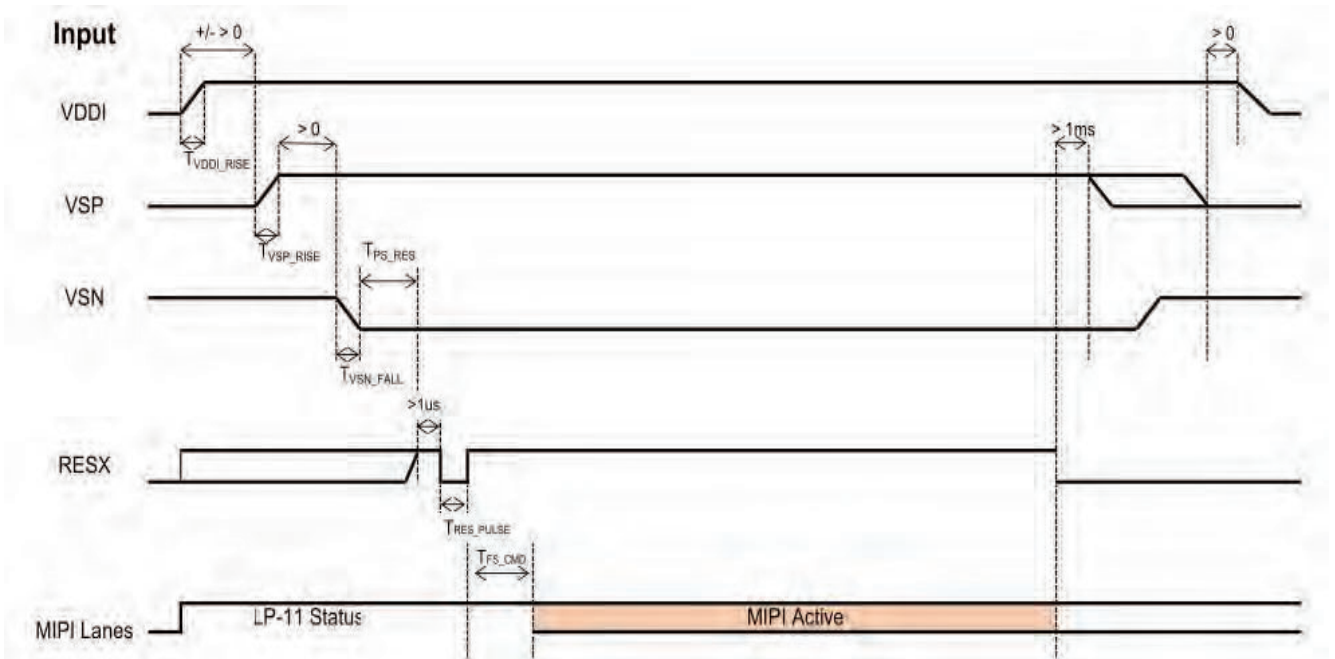 Input
+/- > 0
> 0
VDDI
TVDDI_RISE
> 0
> 1ms
VSP
TVSP_RISE
TPS_RES
VSN
TVSN_FALL
>1us
RESX
TRES_PULSE
TFS_CMD
LP-11 Status
MIPI Active
MIPI Lanes